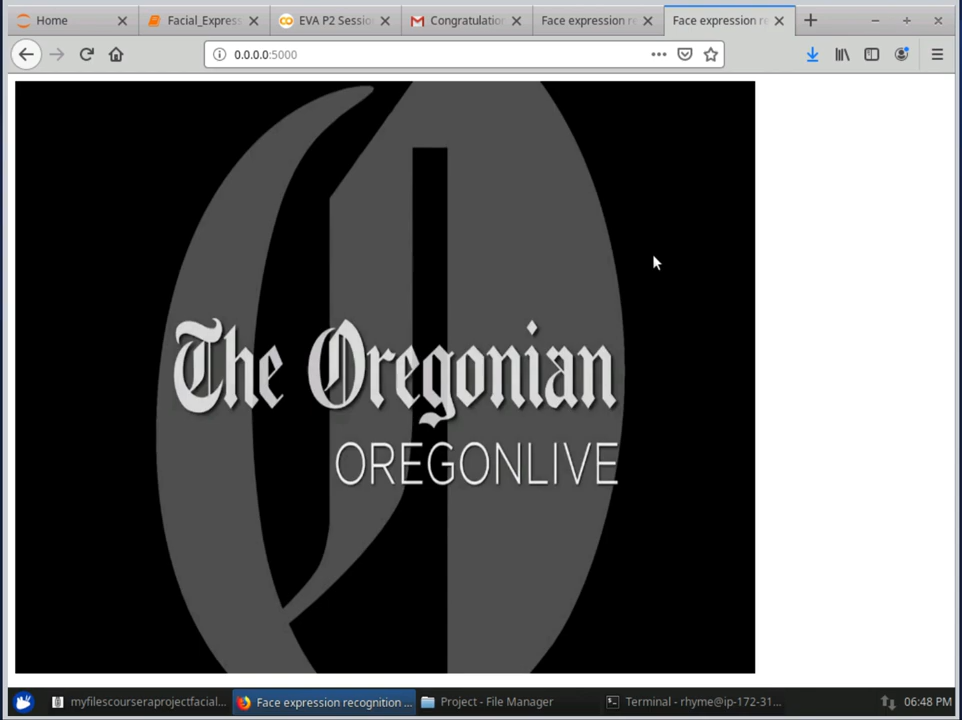 Home
Facial_Express
EVA P2 Sessio
Congratulation
Face expression re
Face expression re
0.0.0.0:5000
The Oregonian
OREGONLIVE
myfilescourseraprojectfacial...
Face expression recognition ...
Project - File Manager
Terminal - rhyme@ip-172-31...
06:48 PM